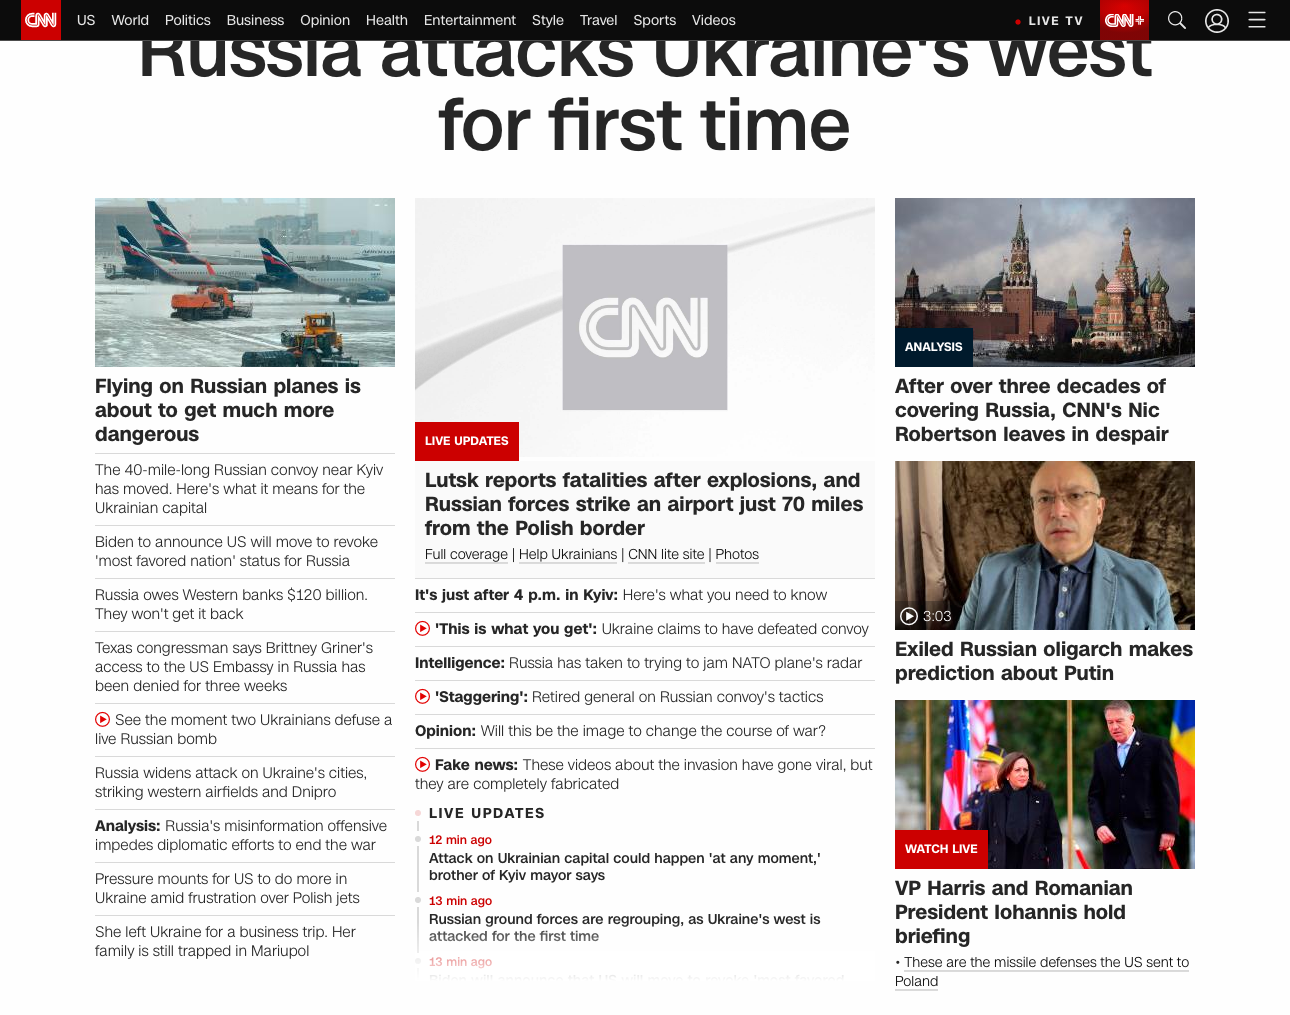 CNN US World Politics Business Opinion Health Entertainment Style Travel Sports Videos LIVE TV CNN+
Russia attacks Ukraine's west
for first time
Flying on Russian planes is
about to get much more
dangerous
The 40-mile-long Russian convoy near Kyiv
has moved. Here's what it means for the
Ukrainian capital
Biden to announce US will move to revoke
'most favored nation' status for Russia
Russia owes Western banks $120 billion.
They won't get it back
Texas congressman says Brittney Griner's
access to the US Embassy in Russia has
been denied for three weeks
See the moment two Ukrainians defuse a
live Russian bomb
Russia widens attack on Ukraine's cities,
striking western airfields and Dnipro
Analysis: Russia's misinformation offensive
impedes diplomatic efforts to end the war
Pressure mounts for US to do more in
Ukraine amid frustration over Polish jets
She left Ukraine for a business trip. Her
family is still trapped in Mariupol
CNN
LIVE UPDATES
Lutsk reports fatalities after explosions, and
Russian forces strike an airport just 70 miles
from the Polish border
Full coverage | Help Ukrainians | CNN lite site | Photos
It's just after 4 p.m. in Kyiv: Here's what you need to know
'This is what you get': Ukraine claims to have defeated convoy
Intelligence: Russia has taken to trying to jam NATO plane's radar
'Staggering': Retired general on Russian convoy's tactics
Opinion: Will this be the image to change the course of war?
Fake news: These videos about the invasion have gone viral, but
they are completely fabricated
LIVE UPDATES
12 min ago
Attack on Ukrainian capital could happen 'at any moment,'
brother of Kyiv mayor says
13 min ago
Russian ground forces are regrouping, as Ukraine's west is
attacked for the first time
13 min ago
Biden will announce that US will move to revoke 'most favored
ANALYSIS
After over three decades of
covering Russia, CNN's Nic
Robertson leaves in despair
3:03
Exiled Russian oligarch makes
prediction about Putin
WATCH LIVE
VP Harris and Romanian
President Iohannis hold
briefing
• These are the missile defenses the US sent to
Poland